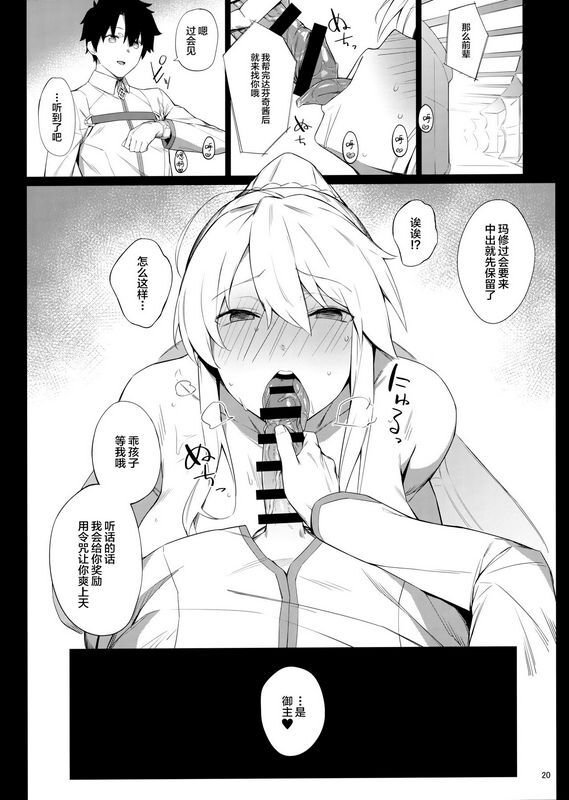 那么前辈
呼
我帮完达芬奇酱后
就来找你哦
ぬちっ
呼
呼
嗯
过会见
…听到了吧
玛修过会要来
中出就先保留了
诶诶!?
怎么这样…
にゅるっ
ぬちっ
乖孩子
等我哦
听话的话
我会给你奖励
用令咒让你爽上天
…是
御主♥
20